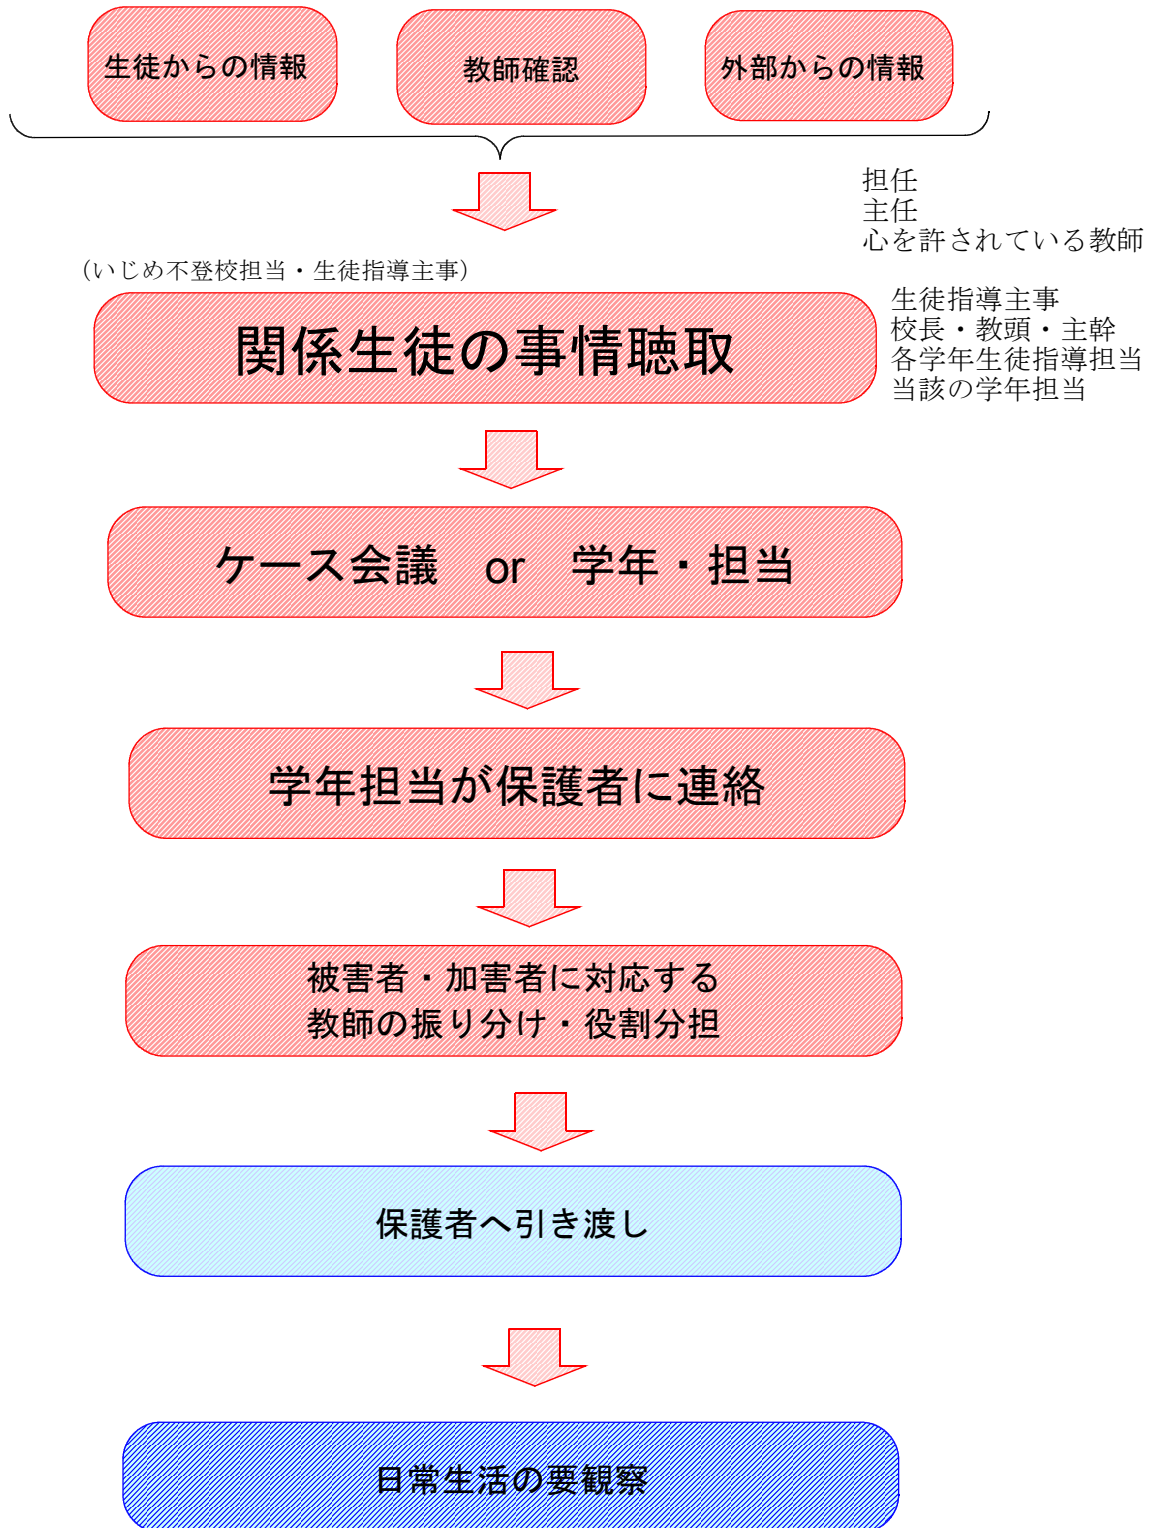 生徒からの情報
教師確認
外部からの情報
担任
主任
心を許されている教師
（いじめ不登校担当・生徒指導主事）
関係生徒の事情聴取
生徒指導主事
校長・教頭・主幹
各学年生徒指導担当
当該の学年担当
ケース会議　or　学年・担当
学年担当が保護者に連絡
被害者・加害者に対応する
教師の振り分け・役割分担
保護者へ引き渡し
日常生活の要観察